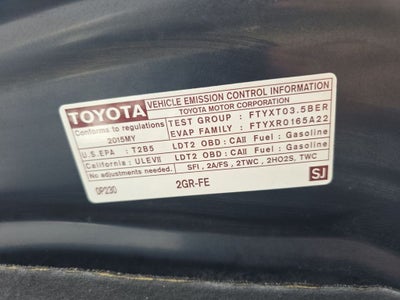 TOYOTA
VEHICLE EMISSION CONTROL INFORMATION
TOYOTA MOTOR CORPORATION
Conforms to regulations
2015MY
TEST GROUP : FTYXT03.5BER
EVAP FAMILY : FTYXR0165A22
U.S.EPA : T2B5
LDT2 OBD : CAII Fuel : Gasoline
California : ULEVII
LDT2 OBD : CAII Fuel : Gasoline
No adjustments needed.
SFI , 2A/FS , 2TWC , 2HO2S, TWC
0P230
2GR-FE
SJ